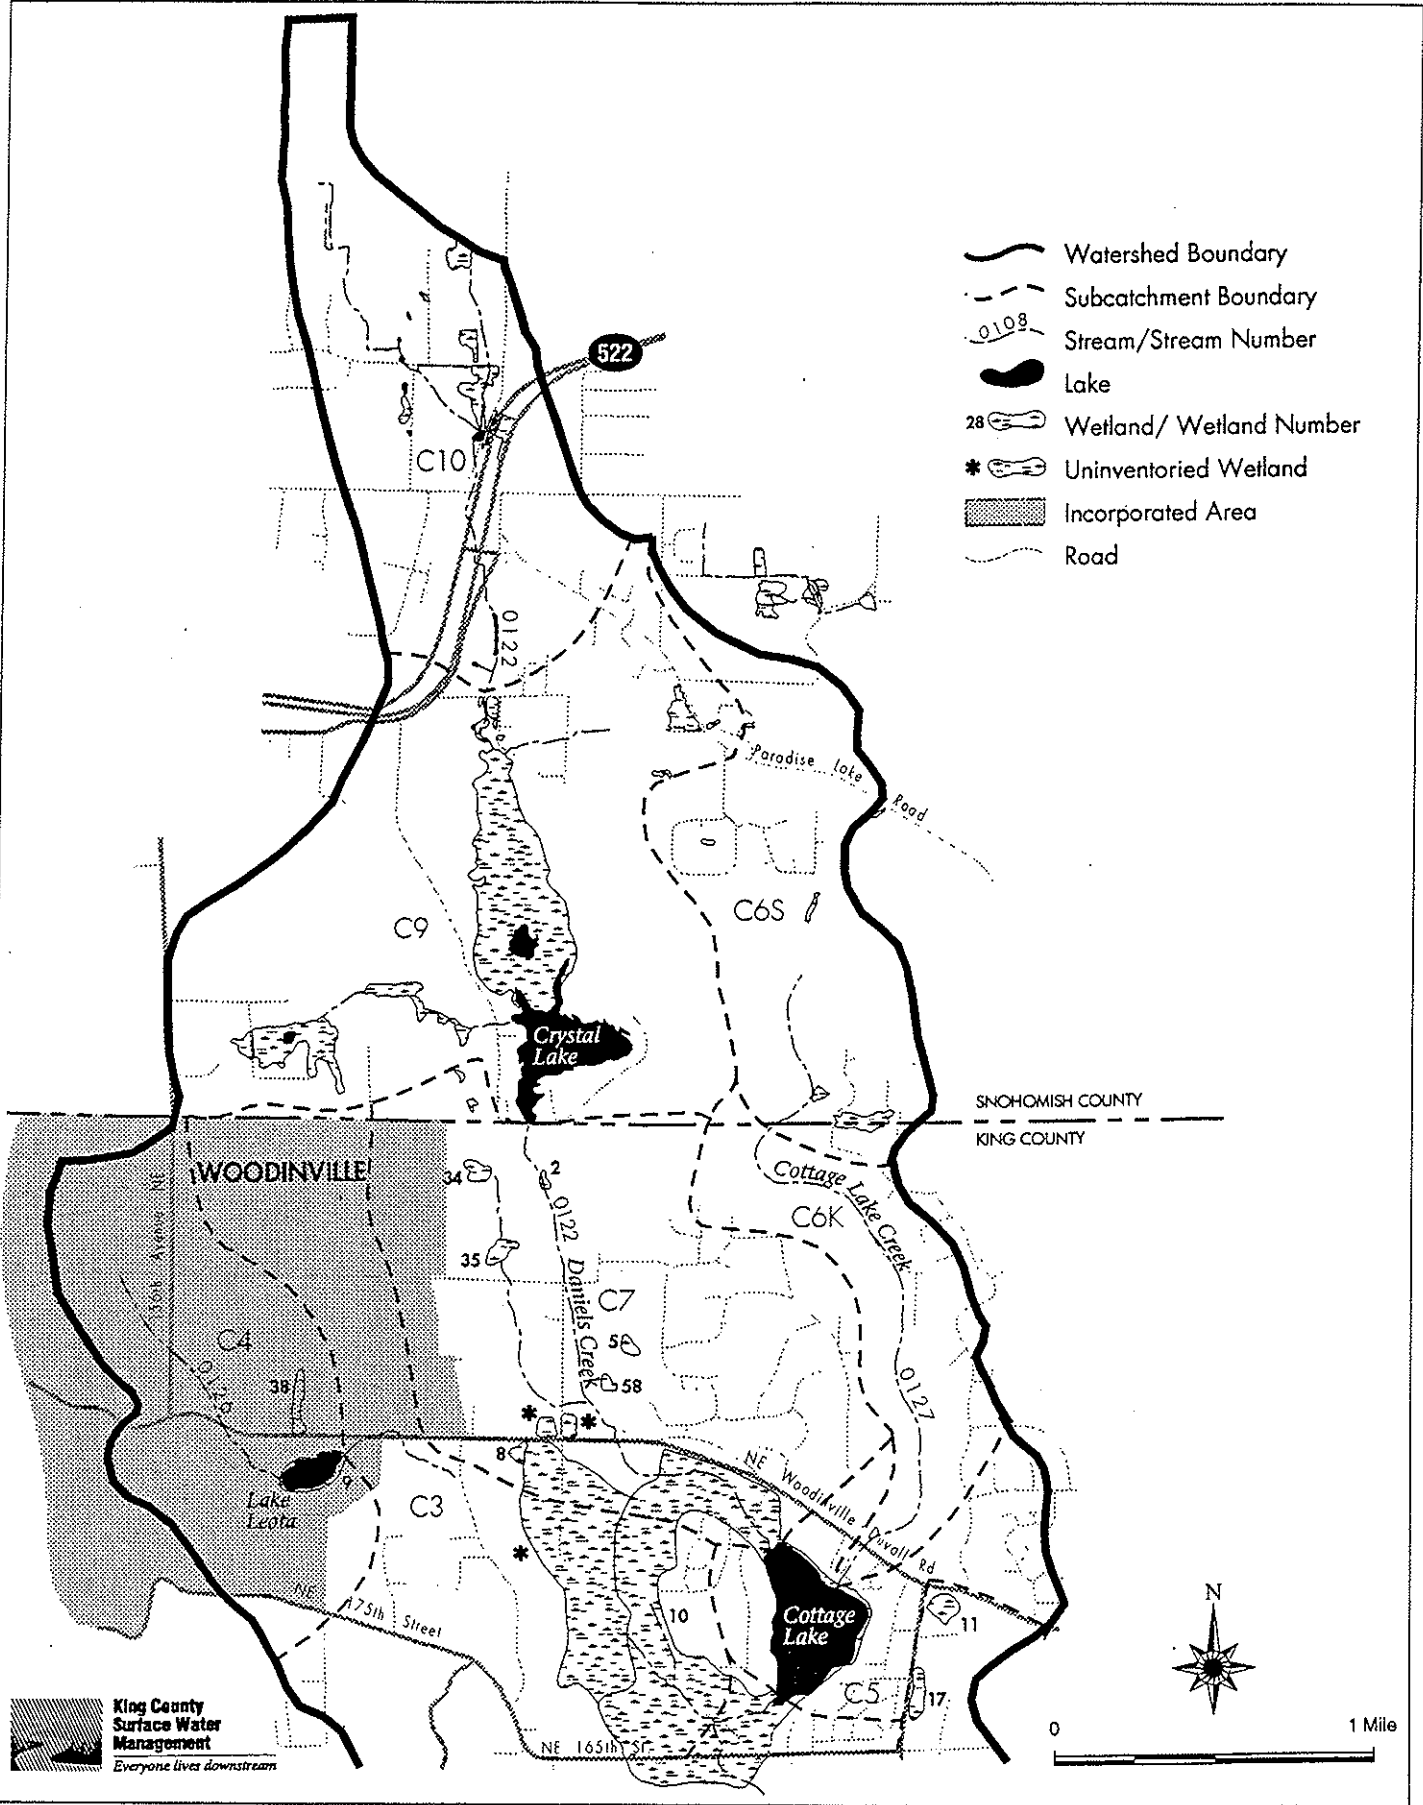 Watershed Boundary
Subcatchment Boundary
0108
Stream/Stream Number
Lake
28
Wetland/ Wetland Number
* Uninventoried Wetland
Incorporated Area
Road
522
C10
0122
Paradise Lake Road
C6S
C9
Crystal
Lake
SNOHOMISH COUNTY
KING COUNTY
WOODINVILLE
156th Avenue NE
34
2
Cottage Lake Creek
C6K
0122
Daniels Creek
35
C7
5
58
C4
38
0127
*
*
8
9
NE Woodinville Duvall Rd
Lake
Leota
C3
*
NE 175th Street
10
Cottage
Lake
11
C5
17
NE 165th St
N
0
1 Mile
King County
Surface Water
Management
Everyone lives downstream